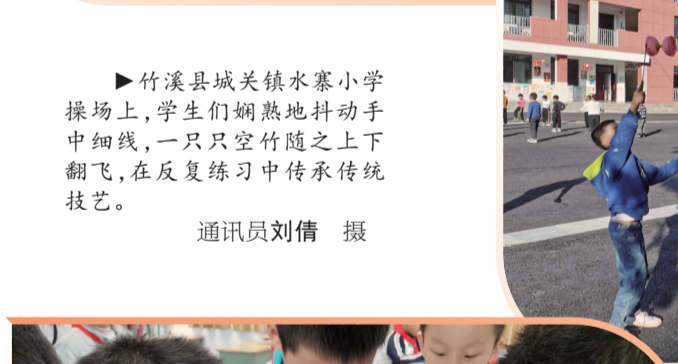 ▶竹溪县城关镇水寨小学
操场上,学生们娴熟地抖动手
中细线,一只只空竹随之上下
翻飞,在反复练习中传承传统
技艺。
通讯员刘倩 摄